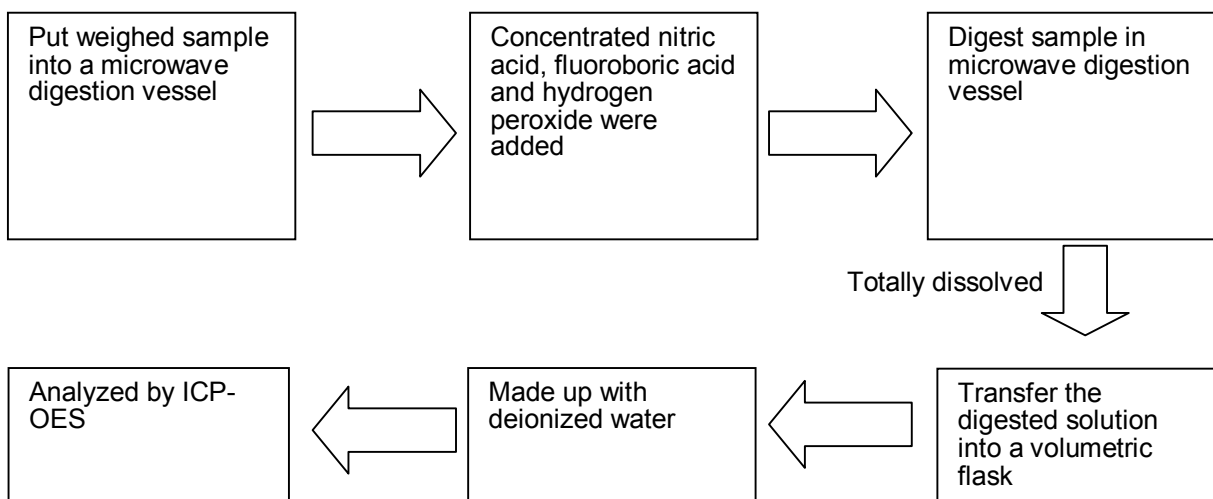 Put weighed sample
into a microwave
digestion vessel
Concentrated nitric
acid, fluoroboric acid
and hydrogen
peroxide were
added
Digest sample in
microwave digestion
vessel
Totally dissolved
Transfer the
digested solution
into a volumetric
flask
Made up with
deionized water
Analyzed by ICP-
OES